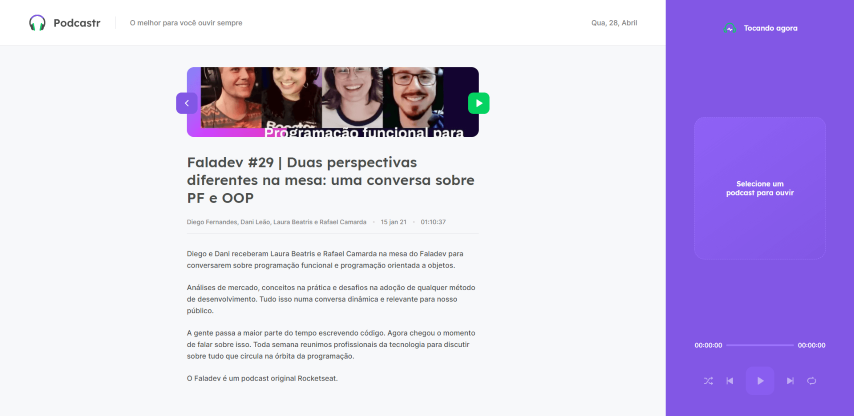 Podcastr
O melhor para você ouvir sempre
Qua, 28, Abril
Tocando agora
Programação funcional para
Faladev #29 | Duas perspectivas
diferentes na mesa: uma conversa sobre
PF e OOP
Diego Fernandes, Dani Leão, Laura Beatris e Rafael Camarda · 15 jan 21 · 01:10:37
Diego e Dani receberam Laura Beatris e Rafael Camarda na mesa do Faladev para
conversarem sobre programação funcional e programação orientada a objetos.
Análises de mercado, conceitos na prática e desafios na adoção de qualquer método
de desenvolvimento. Tudo isso numa conversa dinâmica e relevante para nosso
público.
A gente passa a maior parte do tempo escrevendo código. Agora chegou o momento
de falar sobre isso. Toda semana reunimos profissionais da tecnologia para discutir
sobre tudo que circula na órbita da programação.
O Faladev é um podcast original Rocketseat.
Selecione um
podcast para ouvir
00:00:00
00:00:00